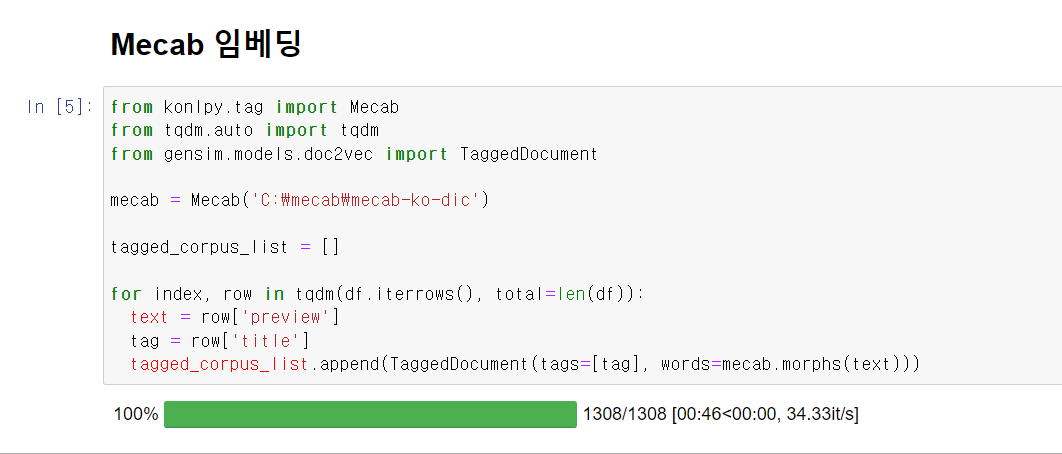 Mecab 임베딩
In [5]:
from konlpy.tag import Mecab
from tqdm.auto import tqdm
from gensim.models.doc2vec import TaggedDocument
mecab = Mecab('C:₩mecab₩mecab-ko-dic')
tagged_corpus_list = []
for index, row in tqdm(df.iterrows(), total=len(df)):
text = row['preview']
tag = row['title']
tagged_corpus_list.append(TaggedDocument(tags=[tag], words=mecab.morphs(text)))
100% 1308/1308 [00:46<00:00, 34.33it/s]